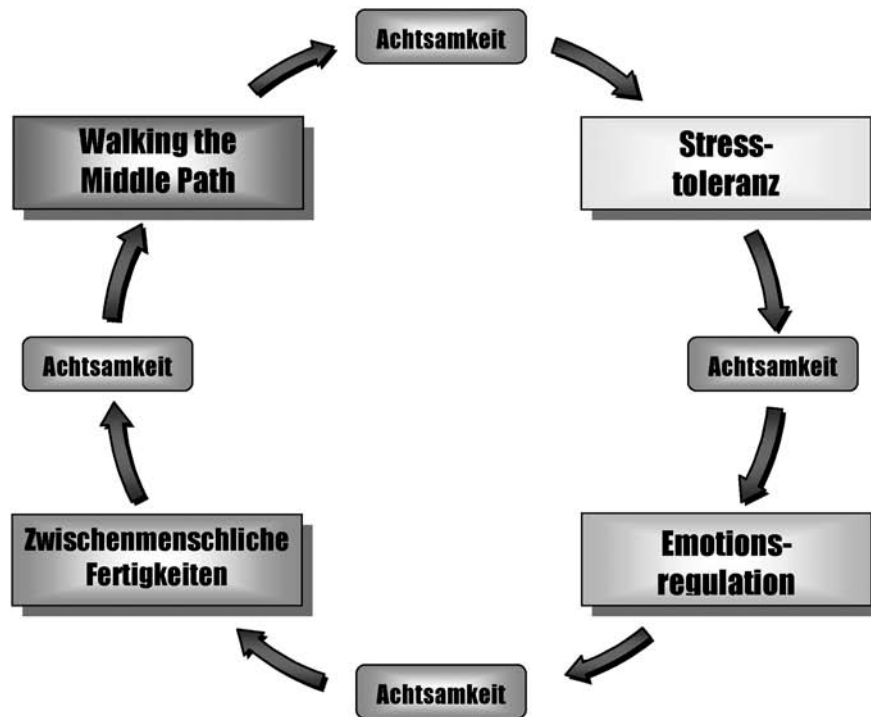 Achtsamkeit
Walking the
Middle Path
Stress-
toleranz
Achtsamkeit
Achtsamkeit
Zwischenmenschliche
Fertigkeiten
Emotions-
regulation
Achtsamkeit